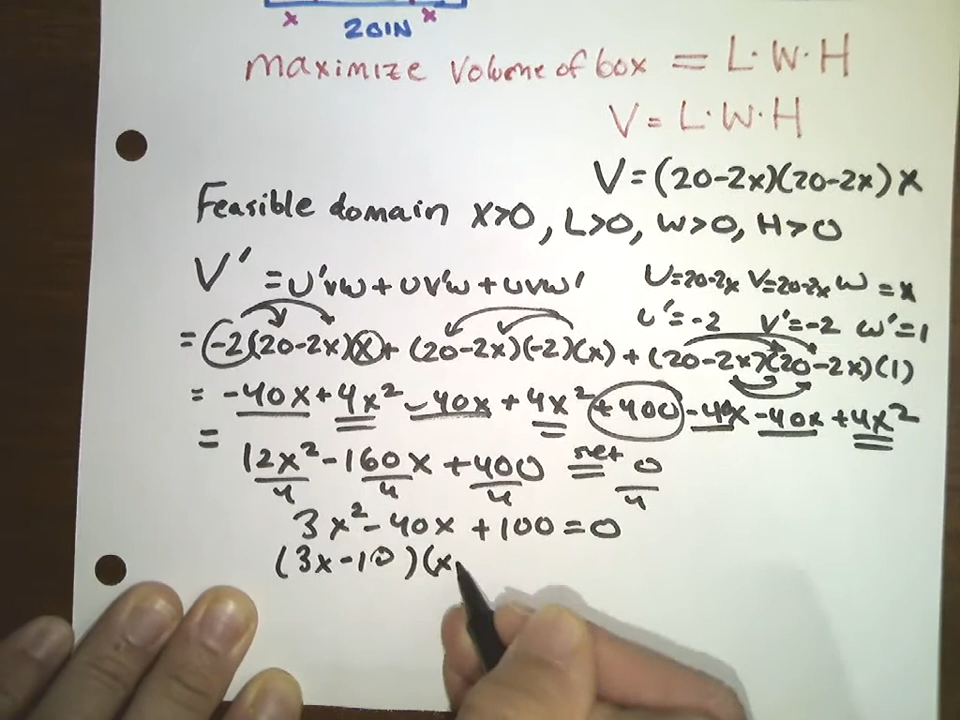 x x
20IN
maximize volume of box = L·W·H
V = L·W·H
V = (20-2x)(20-2x)x
Feasible domain x>0, L>0, W>0, H>0
V' = u'vw + uv'w + uvw' U=20-2x V=20-2x W=x
u'=-2 v'=-2 w'=1
= -2(20-2x)(x) + (20-2x)(-2)(x) + (20-2x)(20-2x)(1)
= -40x + 4x² - 40x + 4x² + 400 - 40x - 40x + 4x²
=
12x² - 160x + 400 set = 0
4 4 4 4
3x² - 40x + 100 = 0
(3x-10)(x